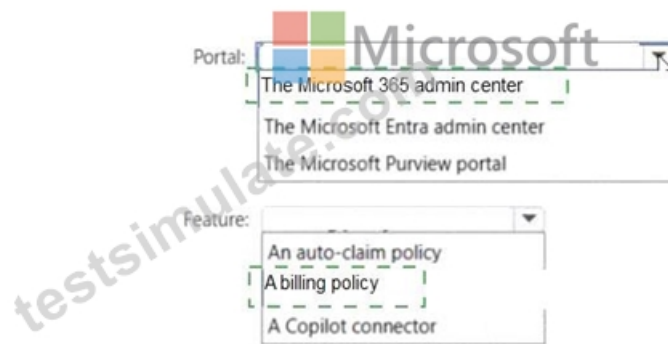 Microsoft
Portal:
The Microsoft 365 admin center
The Microsoft Entra admin center
The Microsoft Purview portal
Feature:
An auto-claim policy
A billing policy
A Copilot connector
testsimulate.com